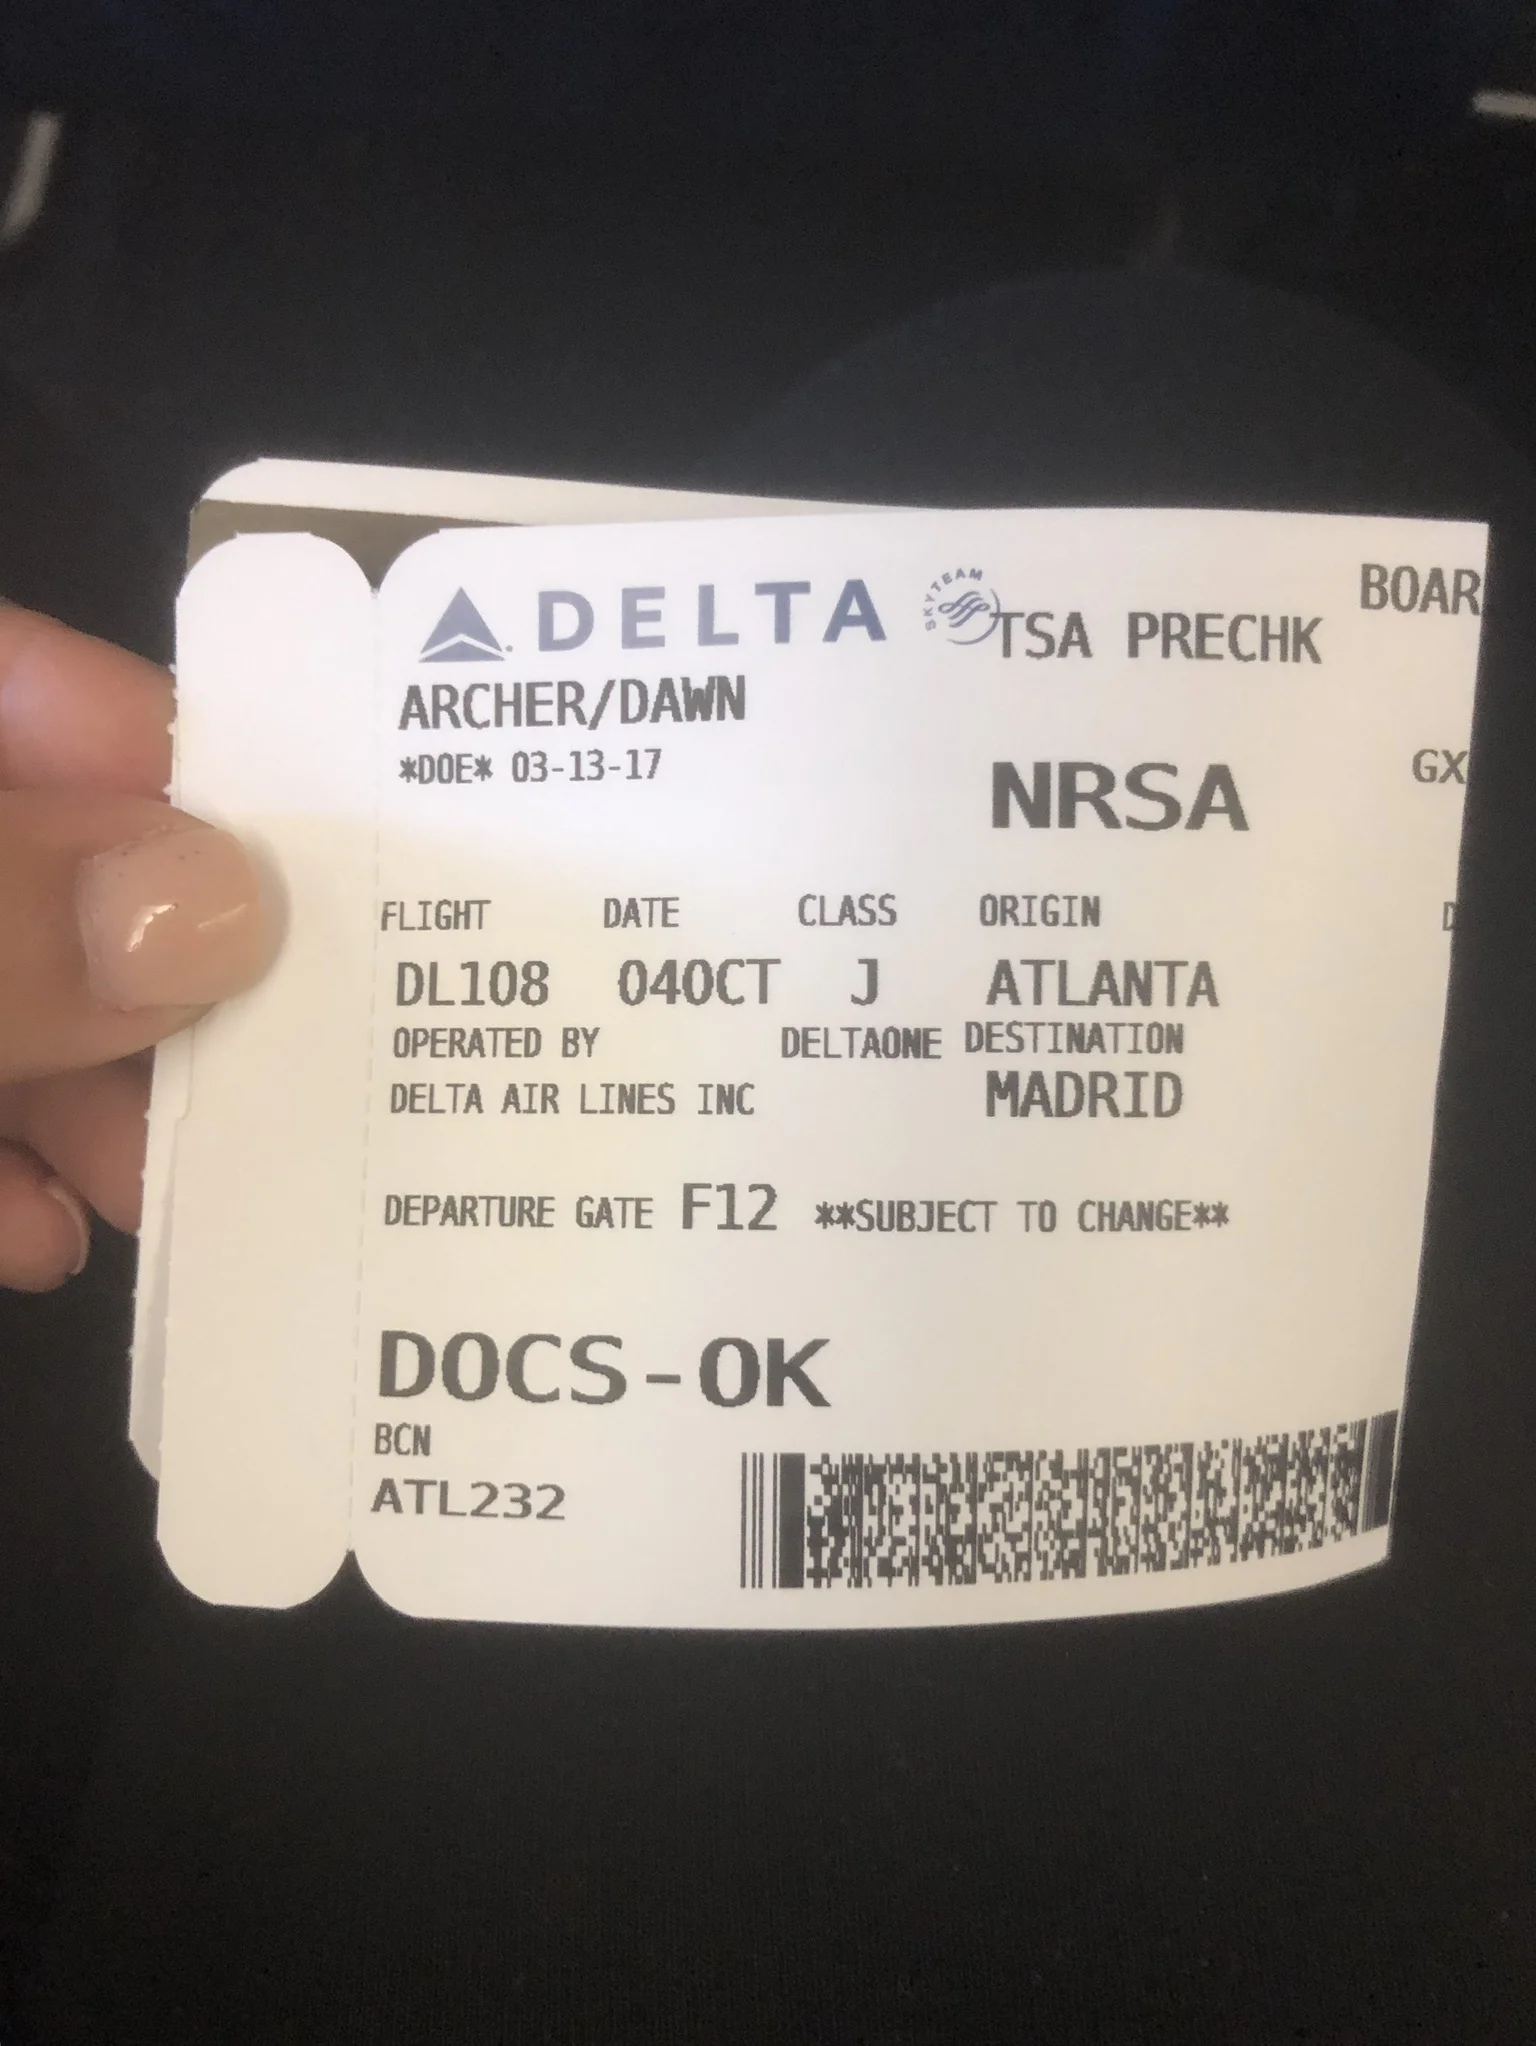 DELTA SKYTEAM TSA PRECHK BOAR
ARCHER/DAWN
*DOE* 03-13-17
NRSA GX
FLIGHT DATE CLASS ORIGIN
DL108 04OCT J ATLANTA
OPERATED BY DELTAONE DESTINATION
DELTA AIR LINES INC MADRID
DEPARTURE GATE F12 **SUBJECT TO CHANGE**
DOCS-OK
BCN
ATL232